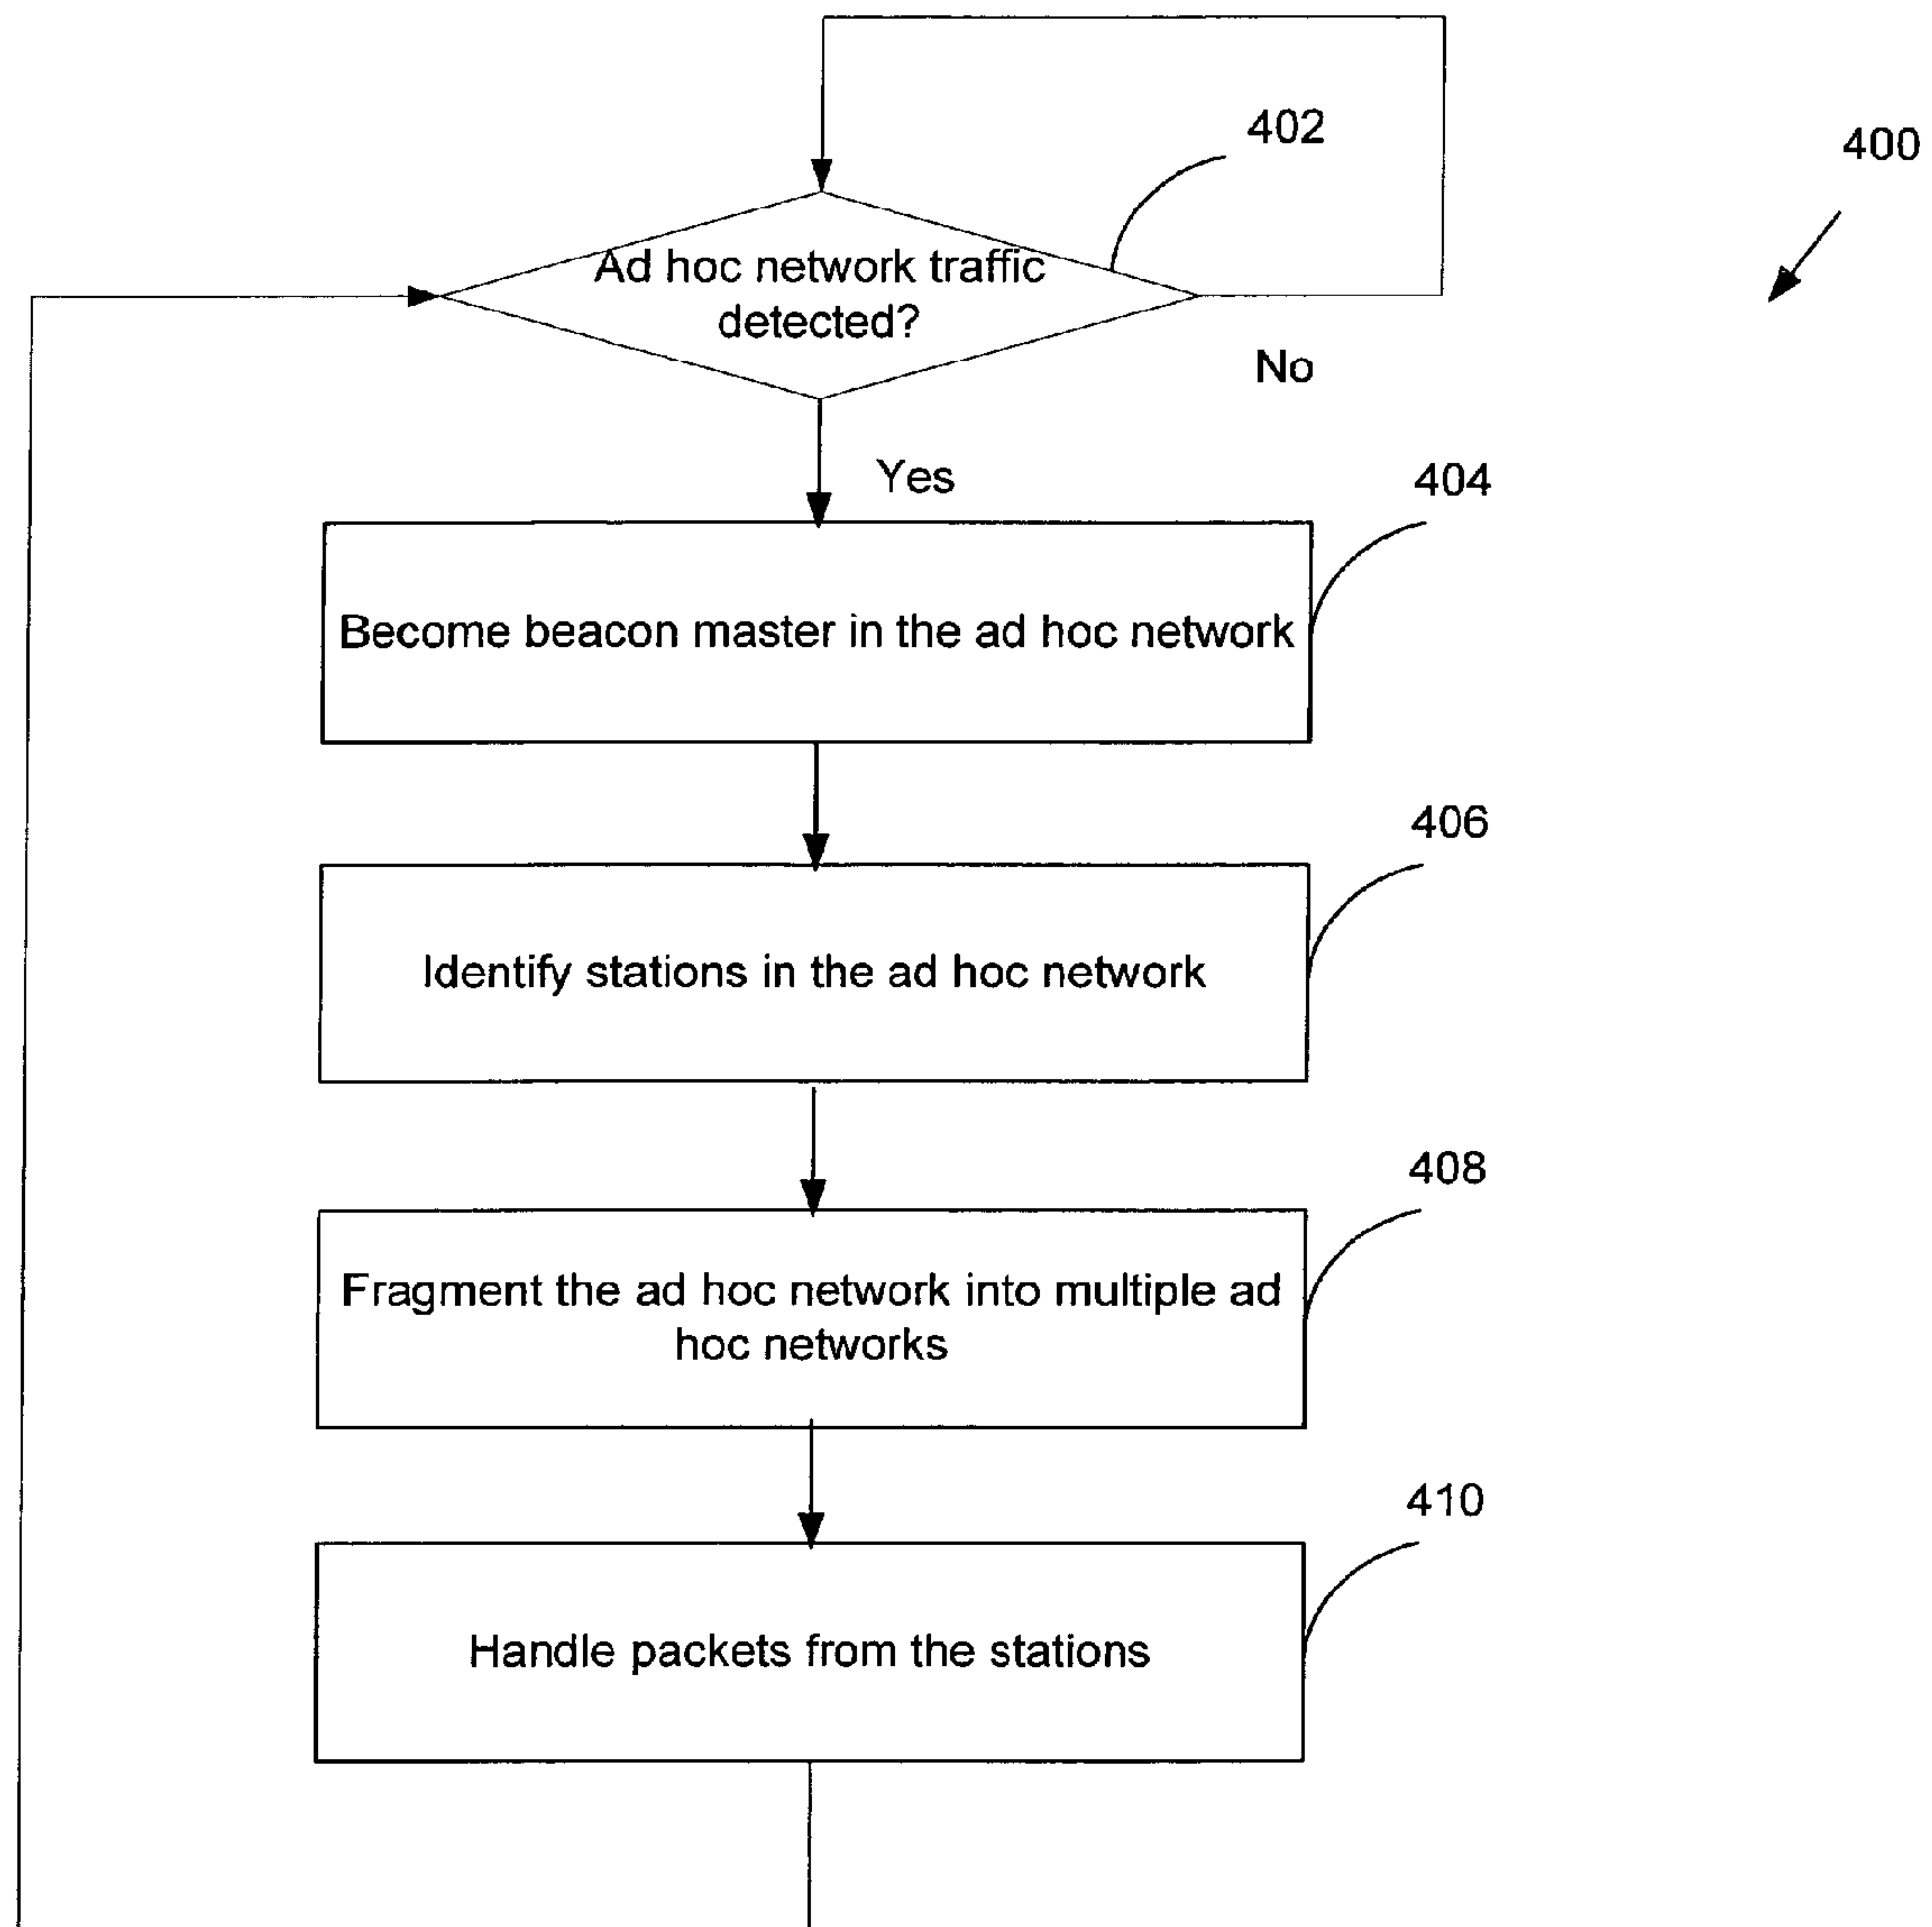 402
400
Ad hoc network traffic
detected?
No
Yes
404
Become beacon master in the ad hoc network
406
Identify stations in the ad hoc network
408
Fragment the ad hoc network into multiple ad
hoc networks
410
Handle packets from the stations